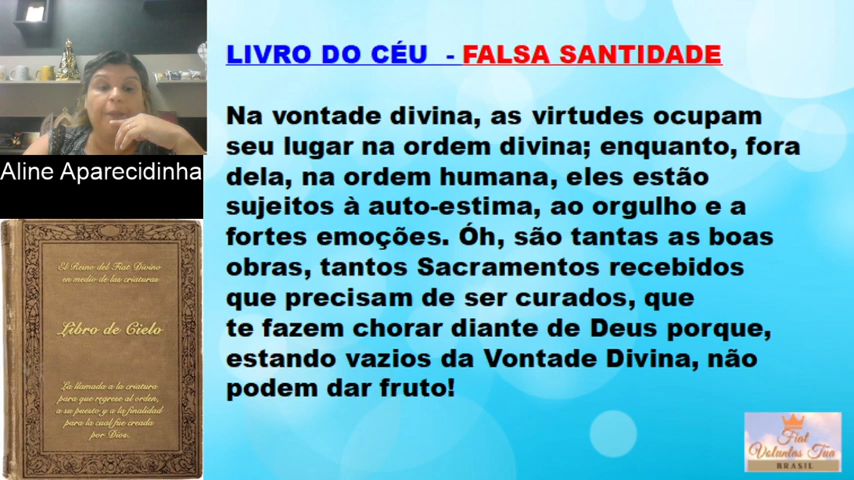 LIVRO DO CÉU - FALSA SANTIDADE
Na vontade divina, as virtudes ocupam
seu lugar na ordem divina; enquanto, fora
dela, na ordem humana, eles estão
sujeitos à auto-estima, ao orgulho e a
fortes emoções. Óh, são tantas as boas
obras, tantos Sacramentos recebidos
que precisam de ser curados, que
te fazem chorar diante de Deus porque,
estando vazios da Vontade Divina, não
podem dar fruto!
Aline Aparecidinha
El Reino del Fiat Divino
en medio de las criaturas
Libro de Cielo
La llamada a la criatura
para que regrese al orden,
a su puesto y a la finalidad
para la cual fue creada
por Dios.
Fiat
Voluntas Tua
BRASIL